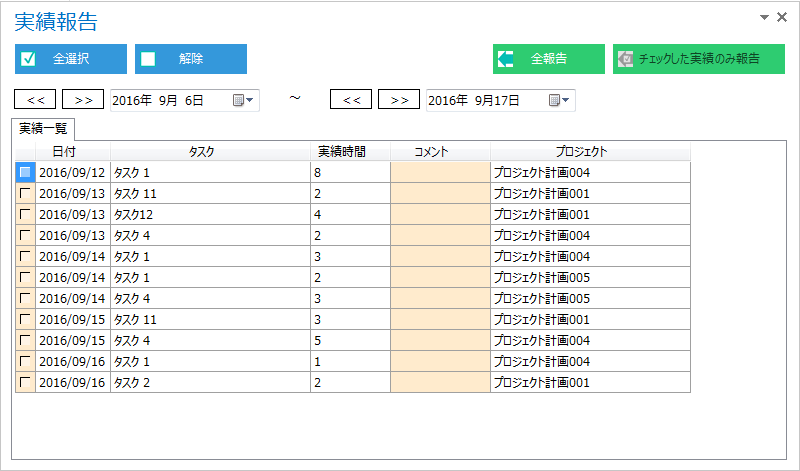 実績報告
全選択 解除 全報告 チェックした実績のみ報告
<< >> 2016年 9月 6日 ～ << >> 2016年 9月17日
実績一覧
日付 タスク 実績時間 コメント プロジェクト
2016/09/12 タスク 1 8 プロジェクト計画004
2016/09/13 タスク 11 2 プロジェクト計画001
2016/09/13 タスク12 4 プロジェクト計画001
2016/09/13 タスク 4 2 プロジェクト計画004
2016/09/14 タスク 1 3 プロジェクト計画004
2016/09/14 タスク 1 2 プロジェクト計画005
2016/09/14 タスク 4 3 プロジェクト計画005
2016/09/15 タスク 11 3 プロジェクト計画001
2016/09/15 タスク 4 5 プロジェクト計画004
2016/09/16 タスク 1 1 プロジェクト計画004
2016/09/16 タスク 2 2 プロジェクト計画001